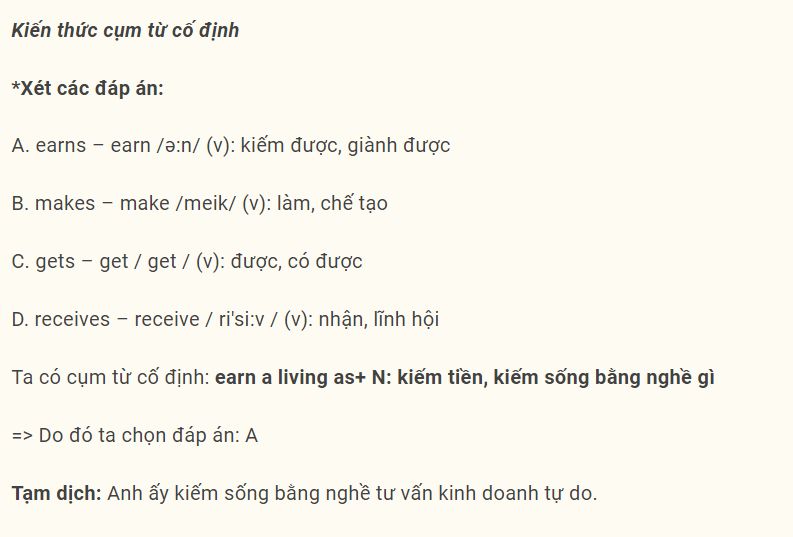 Kiến thức cụm từ cố định
*Xét các đáp án:
A. earns – earn /ə:n/ (v): kiếm được, giành được
B. makes – make /meik/ (v): làm, chế tạo
C. gets – get / get / (v): được, có được
D. receives – receive / ri'si:v / (v): nhận, lĩnh hội
Ta có cụm từ cố định: earn a living as+ N: kiếm tiền, kiếm sống bằng nghề gì
=> Do đó ta chọn đáp án: A
Tạm dịch: Anh ấy kiếm sống bằng nghề tư vấn kinh doanh tự do.